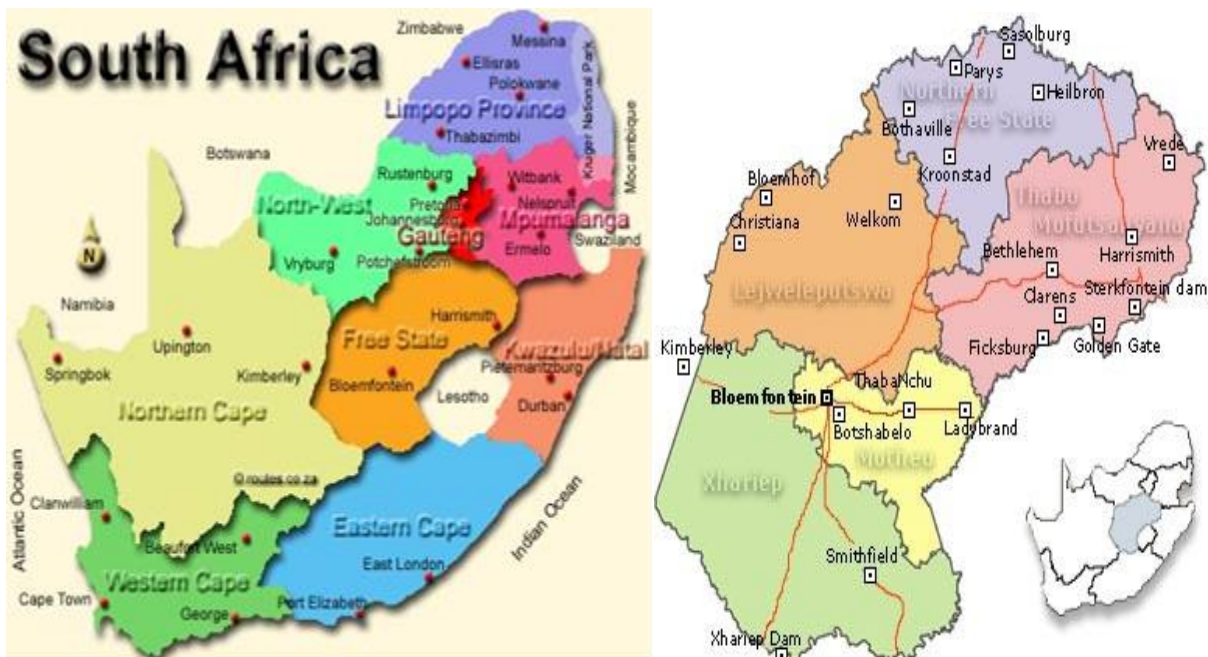 South Africa
Zimbabwe
Messina
Ellisras
Polokwane
Limpopo Province
Thabazimbi
Kuger National Park
Mocambique
Botswana
Rustenburg
Witbank
North-West
Pretoria
Nelspruit
Johannesburg
Mpumalanga
Gauteng
Ermelo
Swaziland
N
Vryburg
Potchefstroom
Namibia
Harrismith
Free State
Kwazulu/Natal
Upington
Springbok
Kimberley
Bloemfontein
Pietermaritzburg
Lesotho
Durban
Northern Cape
© routes.co.za
Atlantic Ocean
Clanwilliam
Eastern Cape
Indian Ocean
Beaufort West
Western Cape
East London
Cape Town
George
Port Elizabeth
Sasolburg
Parys
Northern
Free State
Heilbron
Bothaville
Vrede
Kroonstad
Bloemhof
Thabo
Mofutsanyana
Christiana
Welkom
Bethlehem
Harrismith
Lejweleputswa
Clarens
Sterkfontein dam
Ficksburg
Golden Gate
Kimberley
ThabaNchu
Bloemfontein
Botshabelo
Ladybrand
Motheo
Xhariep
Smithfield
Xhariep Dam